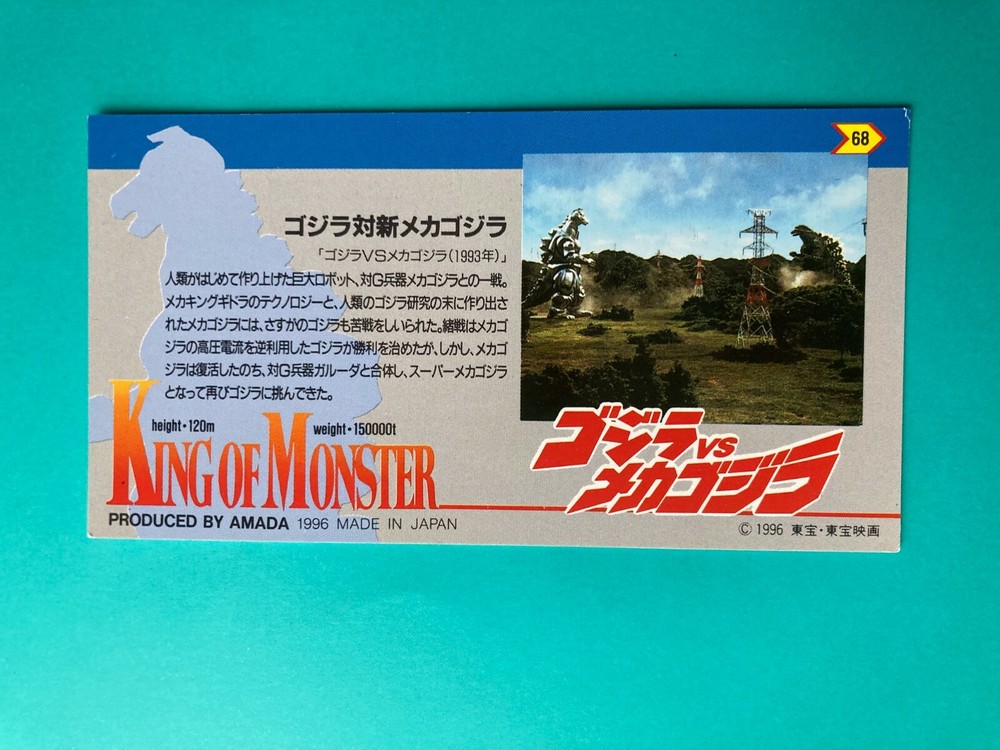 68
ゴジラ対新メカゴジラ
「ゴジラVSメカゴジラ(1993年)」
人類がはじめて作り上げた巨大ロボット、対G兵器メカゴジラとの一戦。
メカキングギドラのテクノロジーと、人類のゴジラ研究の末に作り出さ
れたメカゴジラには、さすがのゴジラも苦戦をしいられた。緒戦はメカゴ
ジラの高圧電流を逆利用したゴジラが勝利を治めたが、しかし、メカゴ
ジラは復活したのち、対G兵器ガルーダと合体し、スーパーメカゴジラ
となって再びゴジラに挑んできた。
height・120m weight・150000t
KING OF MONSTER
ゴジラVS
メカゴジラ
PRODUCED BY AMADA 1996 MADE IN JAPAN
© 1996 東宝・東宝映画